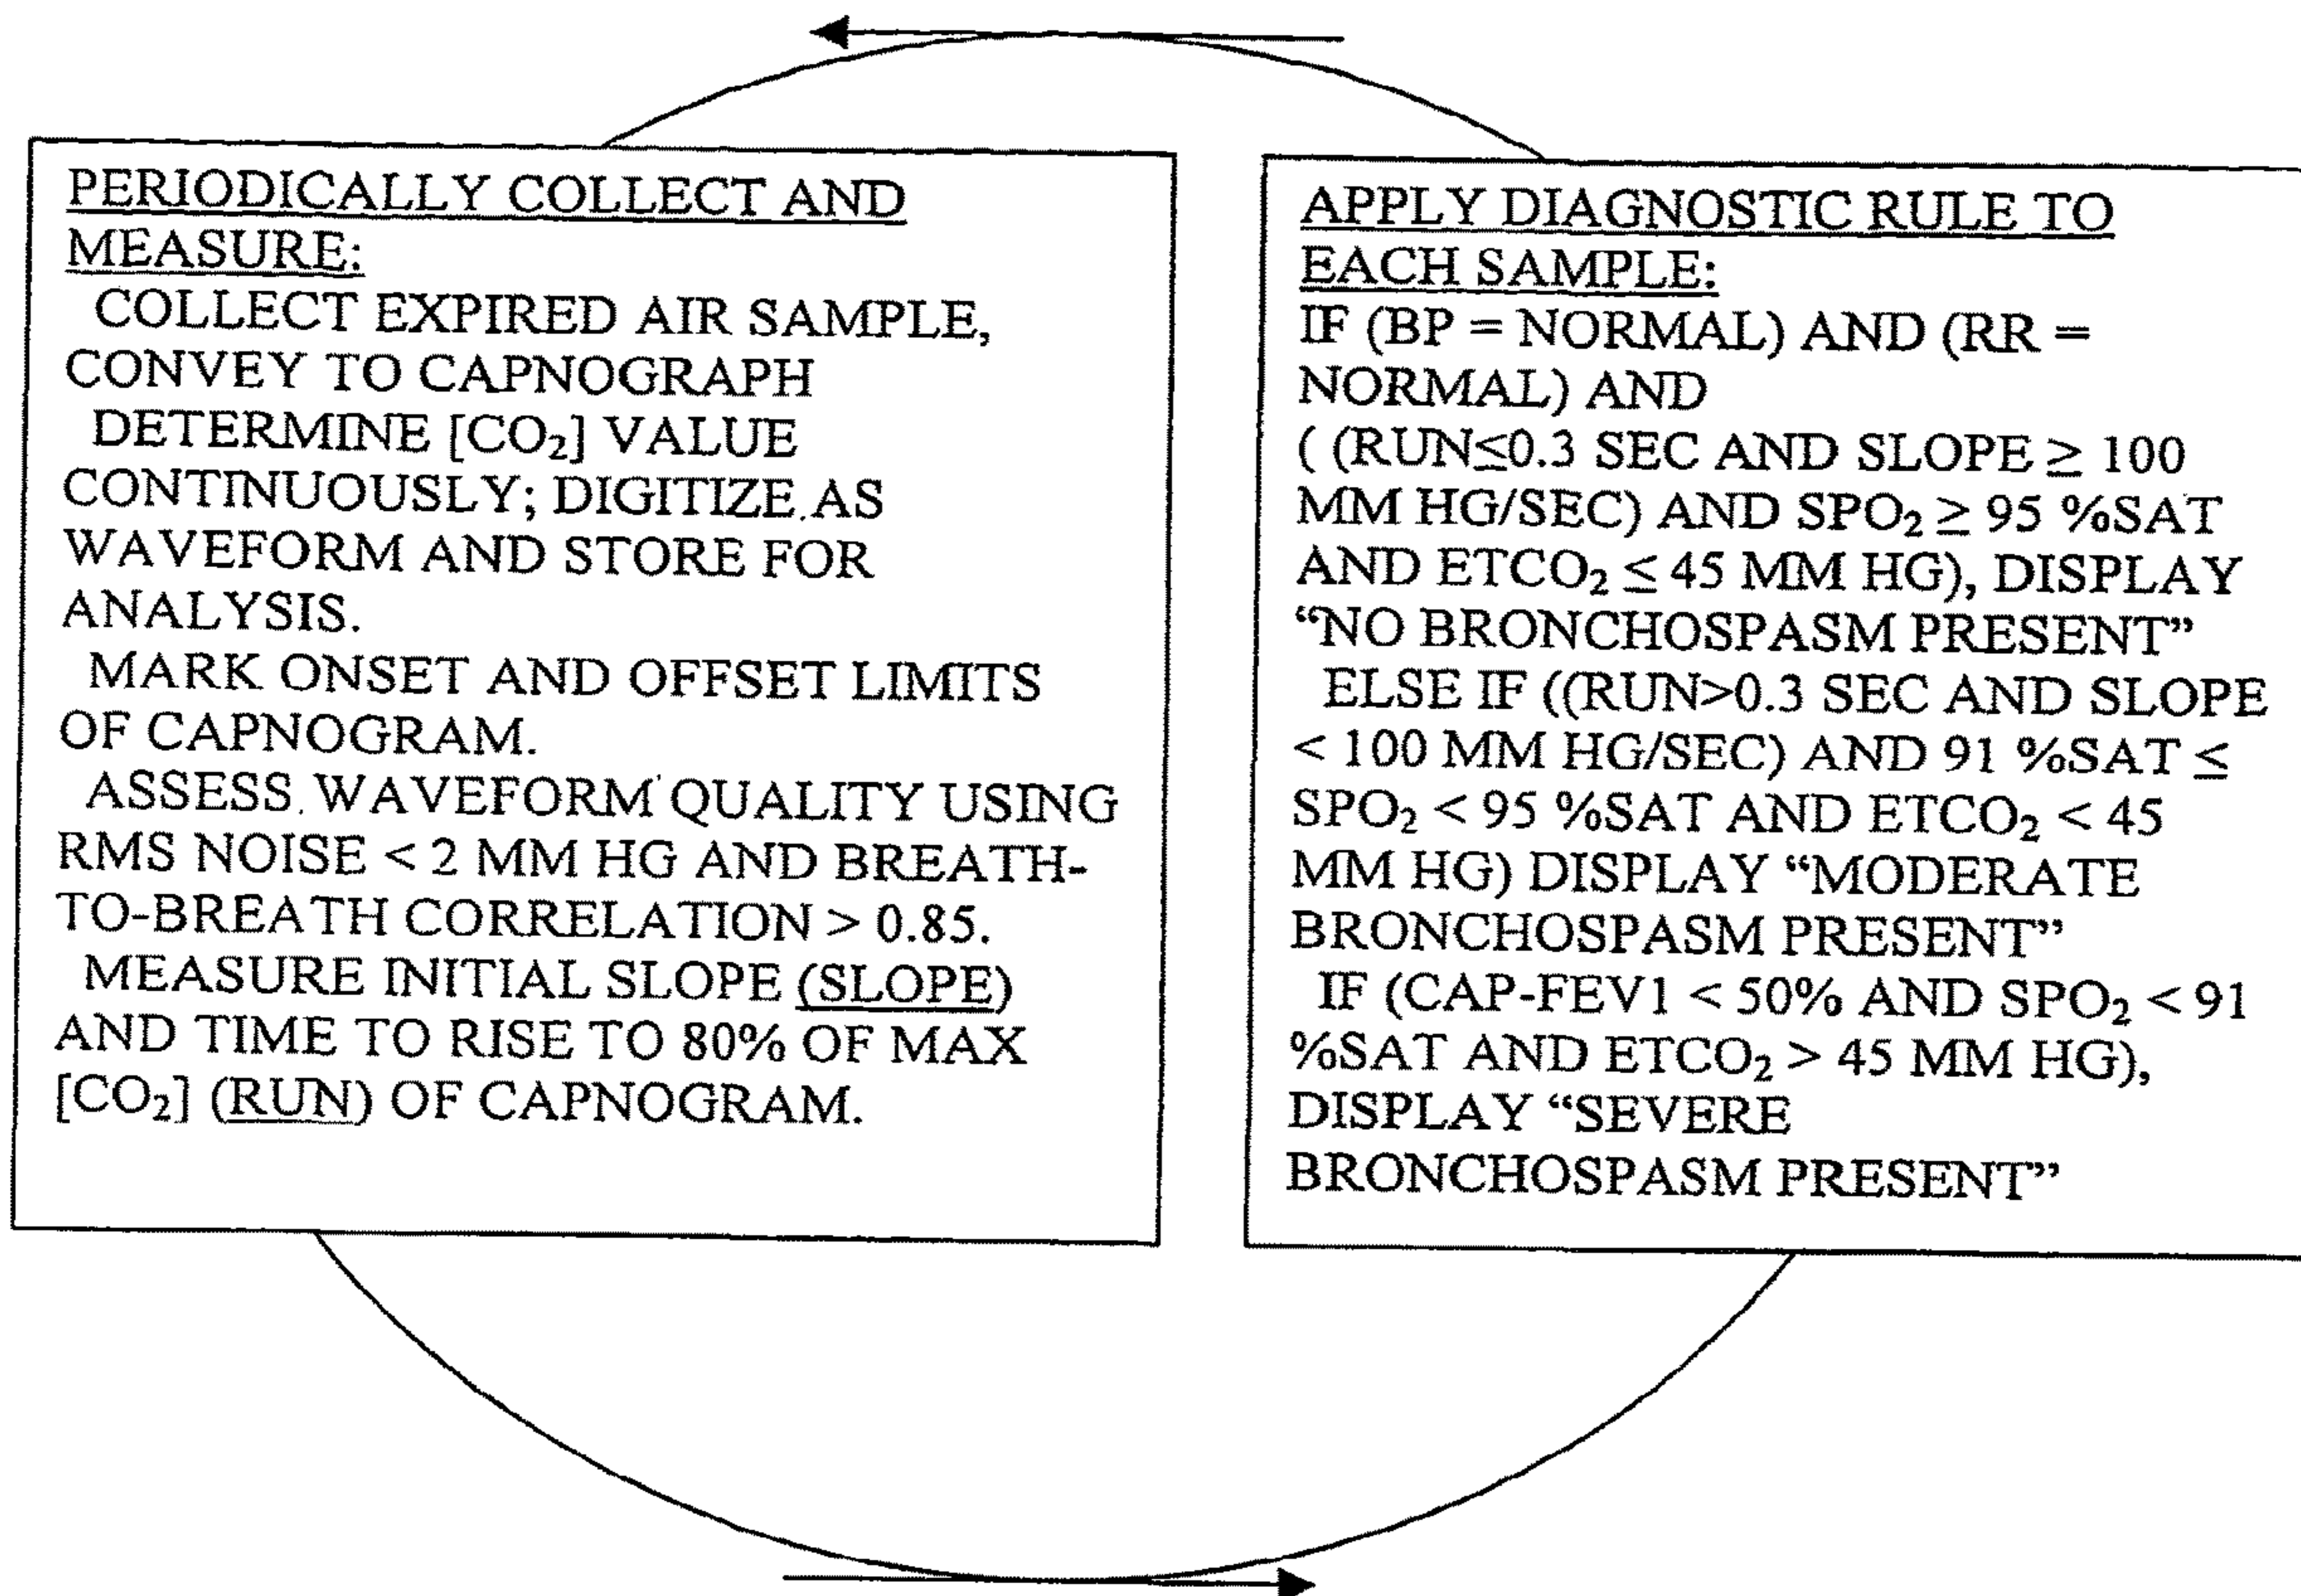 PERIODICALLY COLLECT AND
MEASURE:
COLLECT EXPIRED AIR SAMPLE,
CONVEY TO CAPNOGRAPH
DETERMINE [CO₂] VALUE
CONTINUOUSLY; DIGITIZE AS
WAVEFORM AND STORE FOR
ANALYSIS.
MARK ONSET AND OFFSET LIMITS
OF CAPNOGRAM.
ASSESS WAVEFORM QUALITY USING
RMS NOISE < 2 MM HG AND BREATH-
TO-BREATH CORRELATION > 0.85.
MEASURE INITIAL SLOPE (SLOPE)
AND TIME TO RISE TO 80% OF MAX
[CO₂] (RUN) OF CAPNOGRAM.
APPLY DIAGNOSTIC RULE TO
EACH SAMPLE:
IF (BP = NORMAL) AND (RR =
NORMAL) AND
( (RUN≤0.3 SEC AND SLOPE ≥ 100
MM HG/SEC) AND SPO₂ ≥ 95 %SAT
AND ETCO₂ ≤ 45 MM HG), DISPLAY
“NO BRONCHOSPASM PRESENT”
ELSE IF ((RUN>0.3 SEC AND SLOPE
< 100 MM HG/SEC) AND 91 %SAT ≤
SPO₂ < 95 %SAT AND ETCO₂ < 45
MM HG) DISPLAY “MODERATE
BRONCHOSPASM PRESENT”
IF (CAP-FEV1 < 50% AND SPO₂ < 91
%SAT AND ETCO₂ > 45 MM HG),
DISPLAY “SEVERE
BRONCHOSPASM PRESENT”